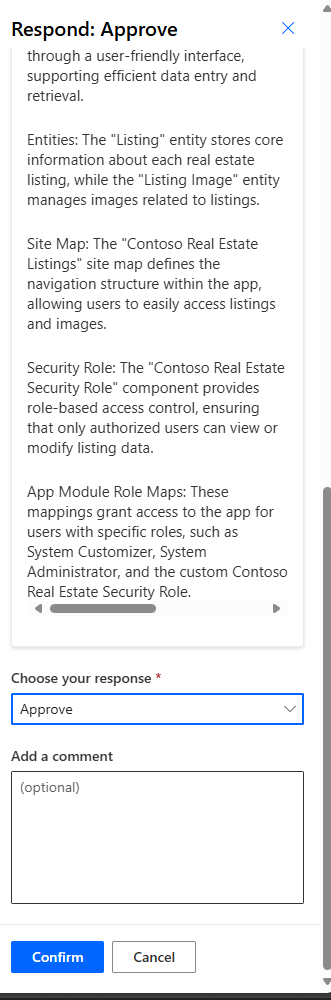 Respond: Approve
through a user-friendly interface,
supporting efficient data entry and
retrieval.
Entities: The "Listing" entity stores core
information about each real estate
listing, while the "Listing Image" entity
manages images related to listings.
Site Map: The "Contoso Real Estate
Listings" site map defines the
navigation structure within the app,
allowing users to easily access listings
and images.
Security Role: The "Contoso Real Estate
Security Role" component provides
role-based access control, ensuring
that only authorized users can view or
modify listing data.
App Module Role Maps: These
mappings grant access to the app for
users with specific roles, such as
System Customizer, System
Administrator, and the custom Contoso
Real Estate Security Role.
Choose your response *
Approve
Add a comment
(optional)
Confirm Cancel